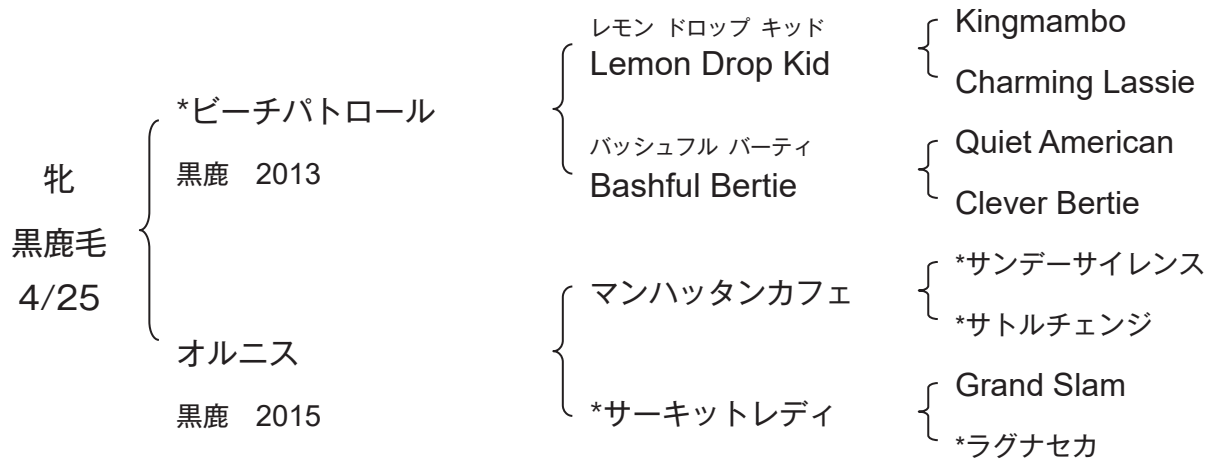 牝
黒鹿毛
4/25
*ビーチパトロール
黒鹿 2013
オルニス
黒鹿 2015
レモン ドロップ キッド
Lemon Drop Kid
バッシュフル バーティ
Bashful Bertie
マンハッタンカフェ
*サーキットレディ
Kingmambo
Charming Lassie
Quiet American
Clever Bertie
*サンデーサイレンス
*サトルチェンジ
Grand Slam
*ラグナセカ